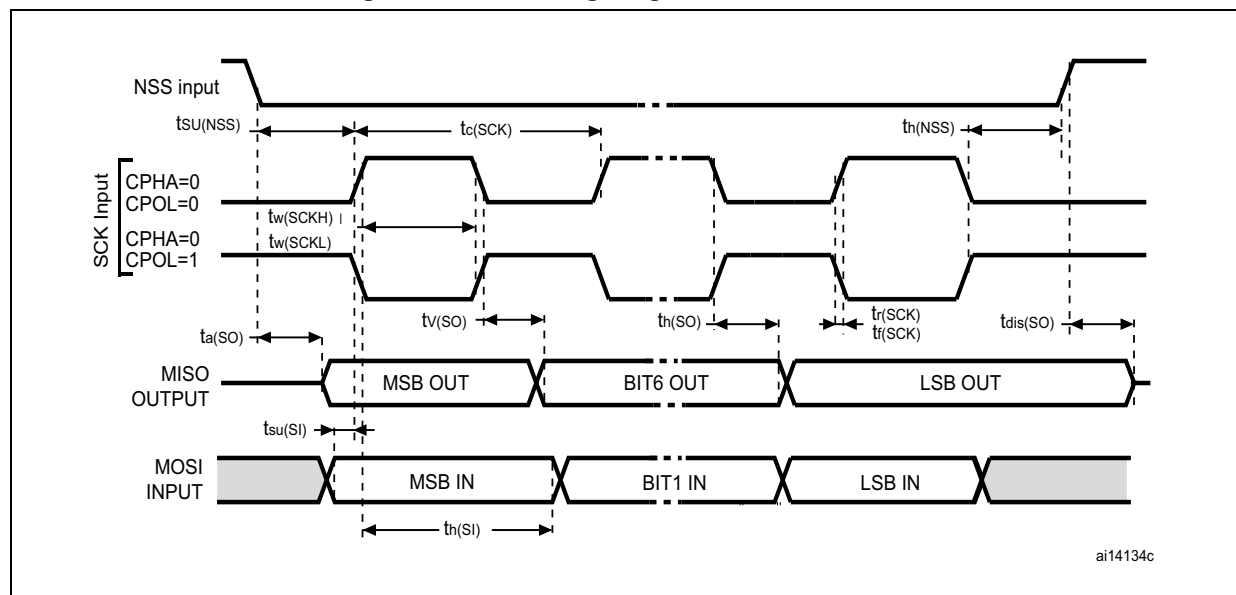 NSS input
tSU(NSS)
tc(SCK)
th(NSS)
SCK Input
CPHA=0
CPOL=0
tw(SCKH)
CPHA=0
tw(SCKL)
CPOL=1
ta(SO)
tV(SO)
th(SO)
tr(SCK)
tf(SCK)
tdis(SO)
MISO
OUTPUT
MSB OUT
BIT6 OUT
LSB OUT
tsu(SI)
MOSI
INPUT
MSB IN
BIT1 IN
LSB IN
th(SI)
ai14134c